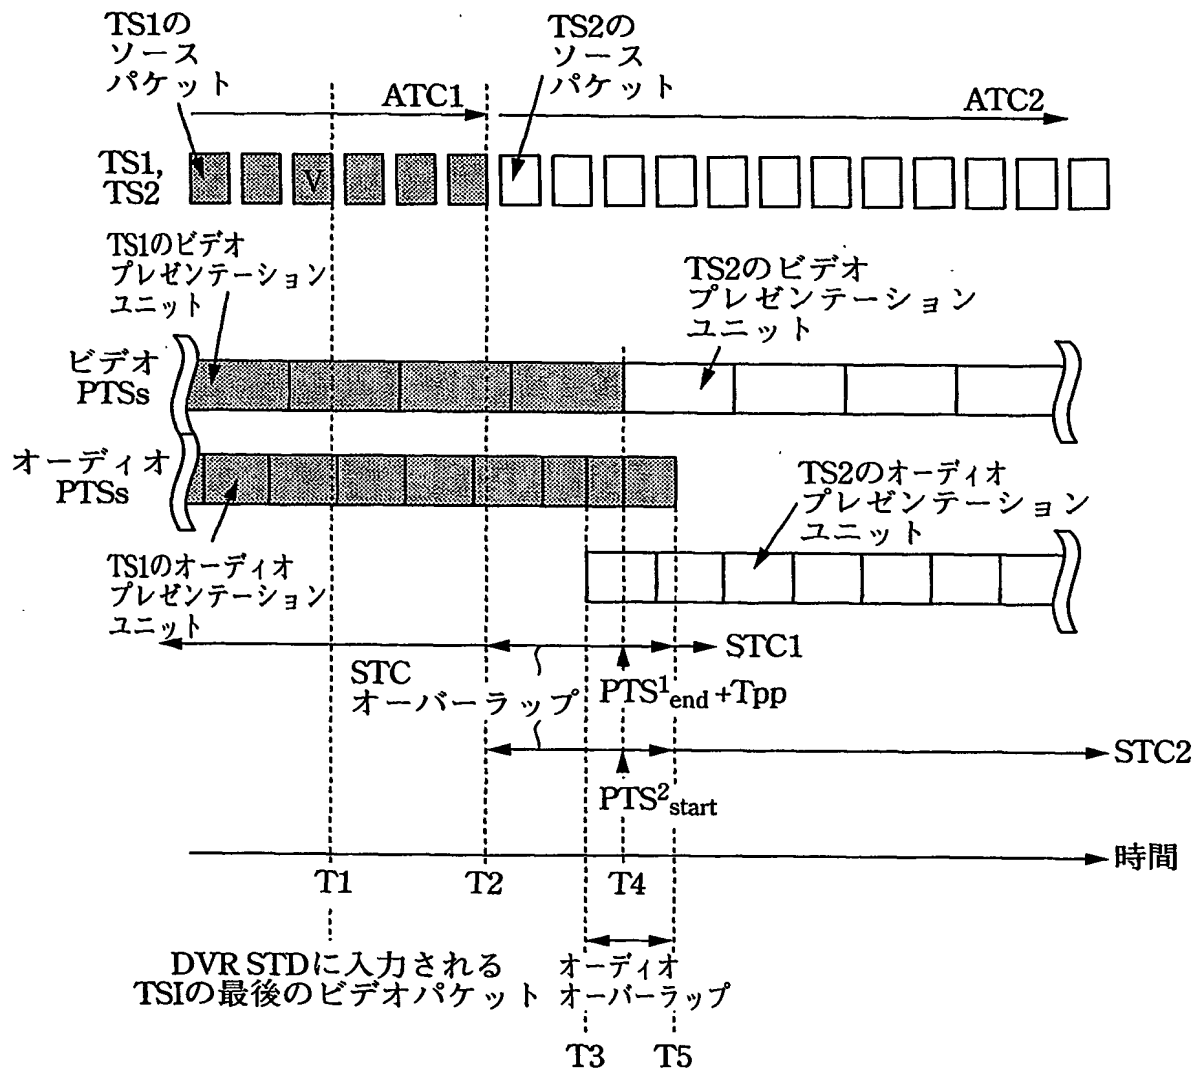 TS1の
ソース
パケット
TS2の
ソース
パケット
ATC1
ATC2
TS1,
TS2
V
TS1のビデオ
プレゼンテーション
ユニット
TS2のビデオ
プレゼンテーション
ユニット
ビデオ
PTSs
オーディオ
PTSs
TS2のオーディオ
プレゼンテーション
ユニット
TS1のオーディオ
プレゼンテーション
ユニット
STC1
STC
オーバーラップ
PTS¹end+Tpp
STC2
PTS²start
時間
T1
T2
T4
DVR STDに入力される
TSIの最後のビデオパケット
オーディオ
オーバーラップ
T3
T5